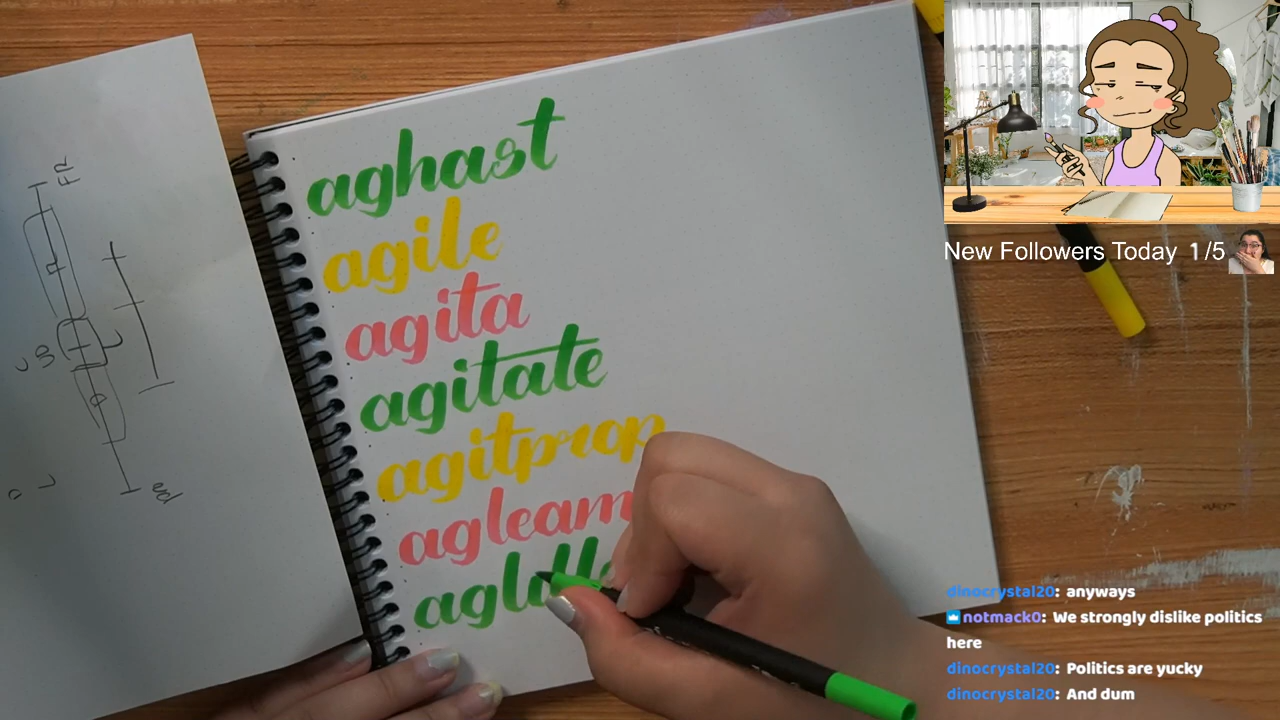 aghast
agile
agita
agitate
agitprop
agleam
New Followers Today 1/5
dinocrystal20: anyways
notmack0: We strongly dislike politics
here
dinocrystal20: Politics are yucky
dinocrystal20: And dum